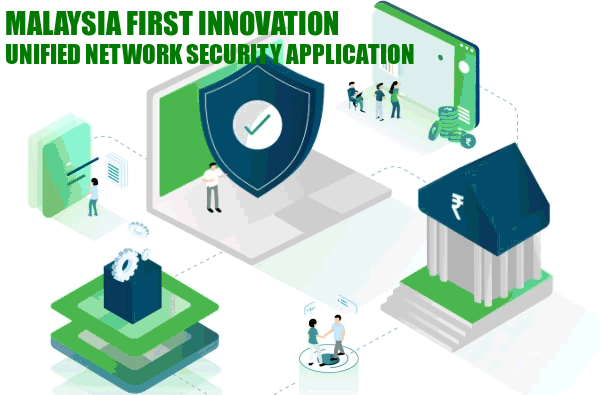 MALAYSIA FIRST INNOVATION
UNIFIED NETWORK SECURITY APPLICATION
₹
₹